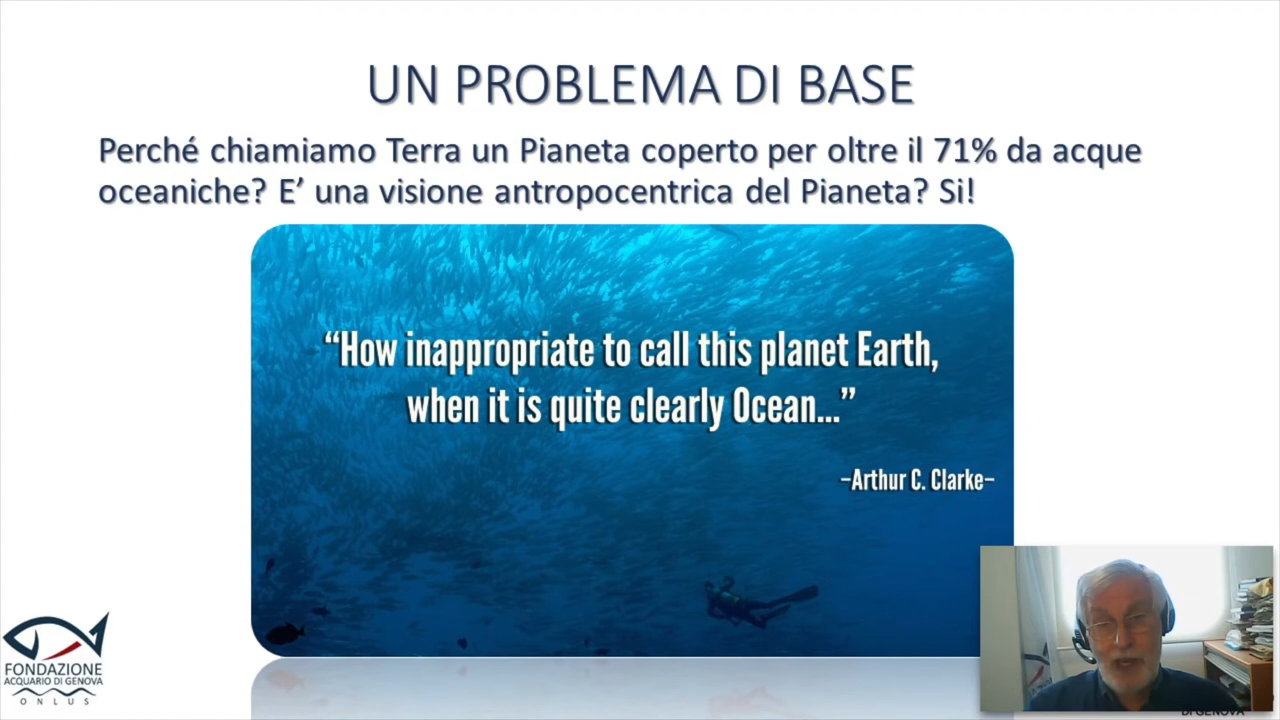 UN PROBLEMA DI BASE
Perché chiamiamo Terra un Pianeta coperto per oltre il 71% da acque
oceaniche? E’ una visione antropocentrica del Pianeta? Si!
“How inappropriate to call this planet Earth,
when it is quite clearly Ocean...”
–Arthur C. Clarke–
FONDAZIONE
ACQUARIO DI GENOVA
ONLUS
DI GENOVA